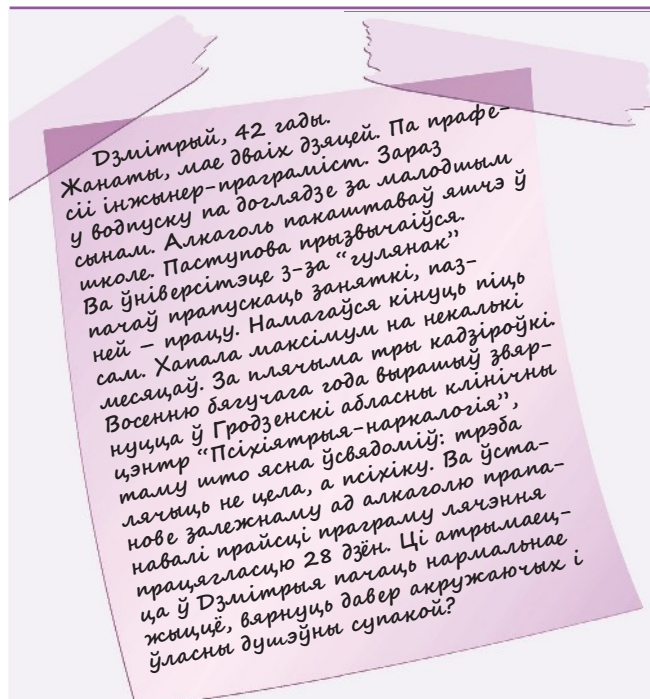 Дзмітрый, 42 гады.
Жанаты, мае дваіх дзяцей. Па прафе-
сіі інжынер-праграміст. Зараз
у водпуску па доглядзе за малодшым
сынам. Алкаголь пакаштаваў яшчэ ў
школе. Паступова прызвычаіўся.
Ва ўніверсітэце з-за “гулянак”
пачаў прапускаць заняткі, паз-
ней – працу. Намагаўся кінуць піць
сам. Хапала максімум на некалькі
месяцаў. За плячыма тры кадзіроўкі.
Восенню бягучага года вырашыў звяр-
нуцца ў Гродзенскі абласны клінічны
цэнтр “Псіхіятрыя-наркалогія”,
таму што ясна ўсвядоміў: трэба
лячыць не цела, а псіхіку. Ва ўста-
нове залежнаму ад алкаголю прапа-
навалі прайсці праграму лячэння
працягласцю 28 дзён. Ці атрымаец-
ца ў Дзмітрыя пачаць нармальнае
жыццё, вярнуць давер акружаючых і
ўласны душэўны супакой?